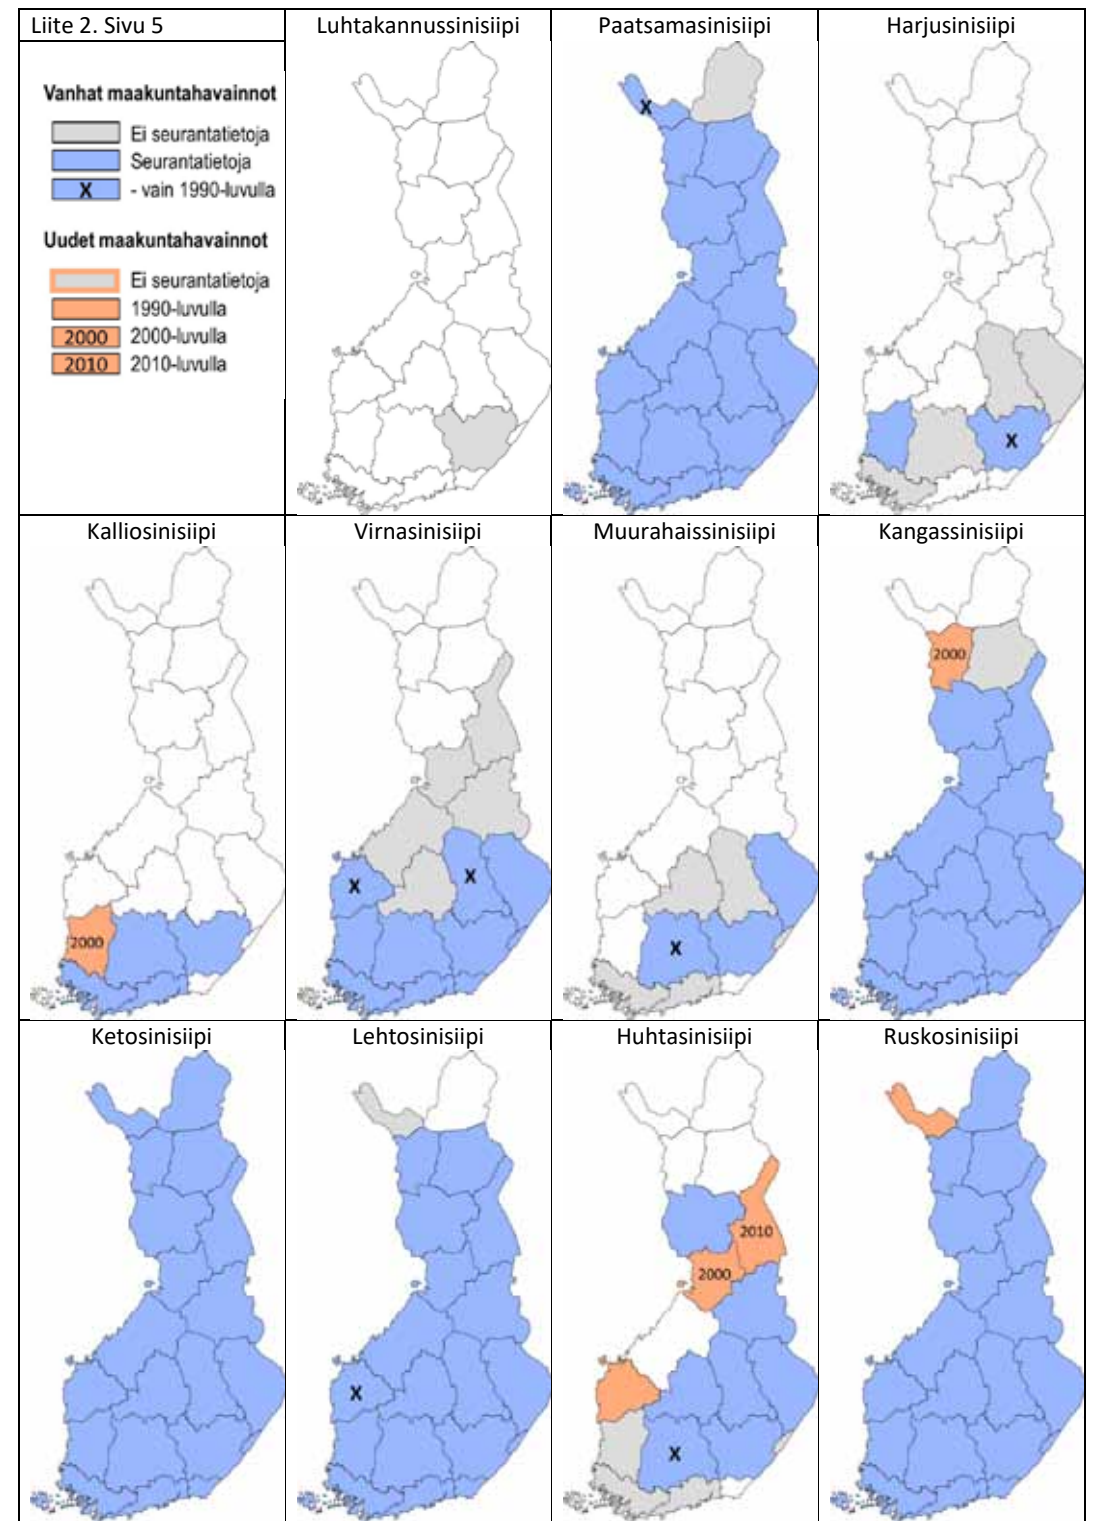 Liite 2. Sivu 5
Luhtakannussinisiipi
Paatsamasinisiipi
Harjusinisiipi
Vanhat maakuntahavainnot
Ei seurantatietoja
Seurantatietoja
X - vain 1990-luvulla
Uudet maakuntahavainnot
Ei seurantatietoja
1990-luvulla
2000 2000-luvulla
2010 2010-luvulla
X
X
Kalliosinisiipi
Virnasinisiipi
Muurahaissinisiipi
Kangassinisiipi
2000
X
X
X
2000
Ketosinisiipi
Lehtosinisiipi
Huhtasinisiipi
Ruskosinisiipi
X
2010
2000
X